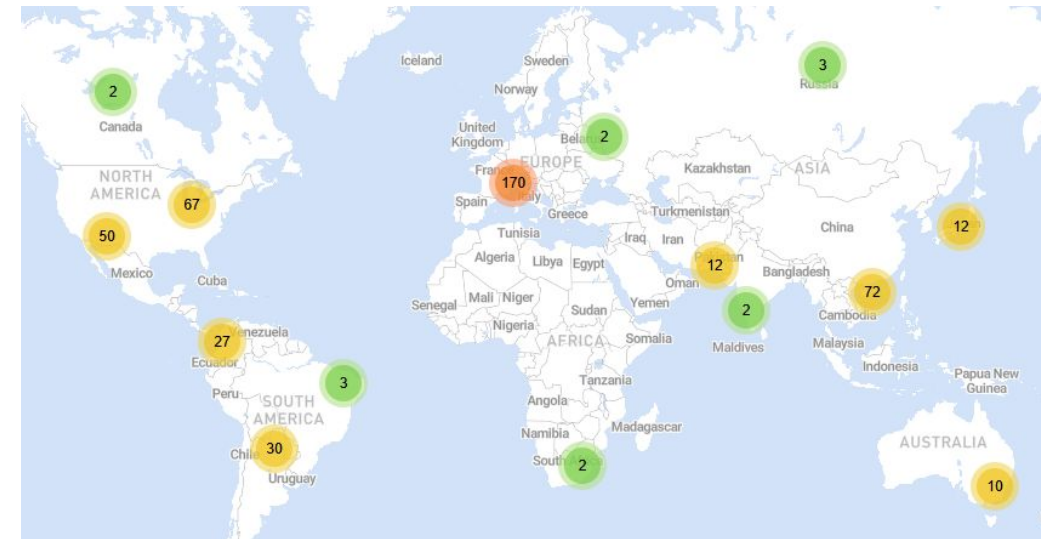 Iceland
Sweden
3
Russia
2
Norway
Canada
United
Kingdom
2
EUROPE
170
Kazakhstan
ASIA
NORTH
AMERICA
67
Spain
Greece
Turkmenistan
50
Tunisia
Iraq
Iran
China
12
Mexico
Cuba
Algeria
Libya
Egypt
12
Bangladesh
72
Oman
Senegal
Mali
Niger
Sudan
Yemen
2
Cambodia
27
Nigeria
AFRICA
Somalia
Maldives
Malaysia
Ecuador
Indonesia
3
Peru
Tanzania
Papua New
Guinea
SOUTH
AMERICA
Angola
Namibia
Madagascar
30
South
2
AUSTRALIA
Uruguay
10